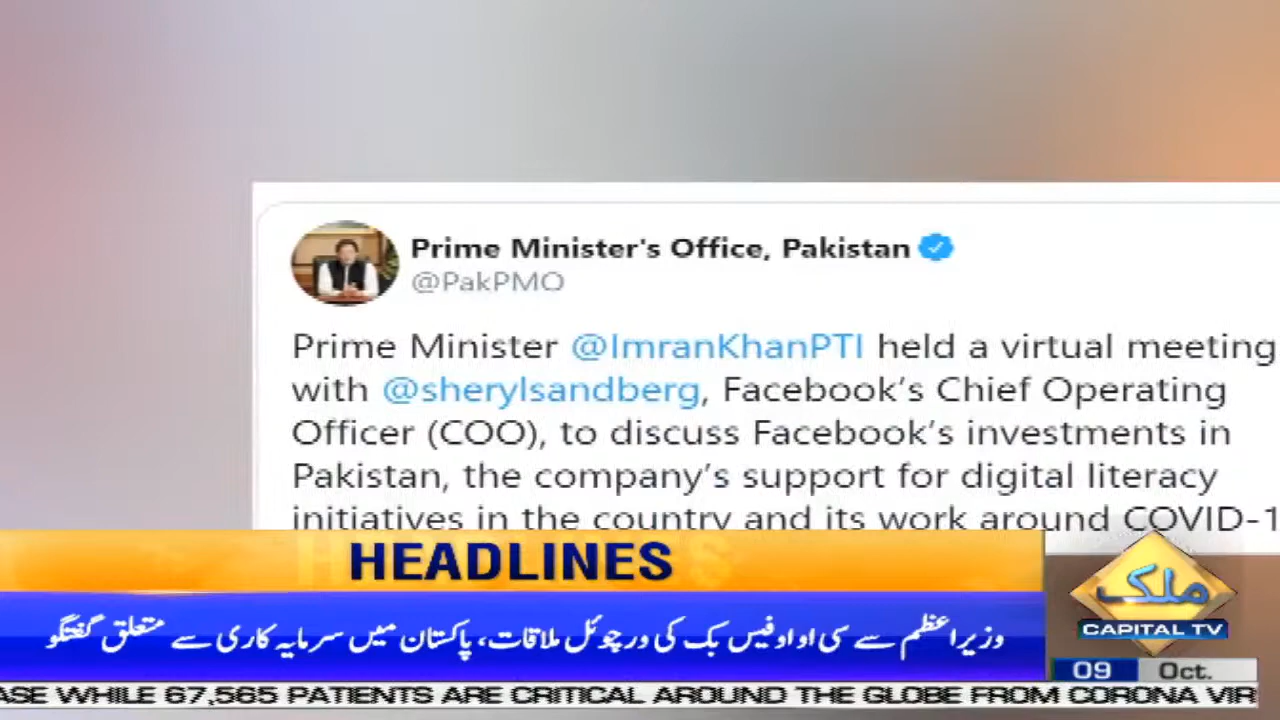 Prime Minister's Office, Pakistan
@PakPMO
Prime Minister @ImranKhanPTI held a virtual meeting
with @sherylsandberg, Facebook's Chief Operating
Officer (COO), to discuss Facebook's investments in
Pakistan, the company's support for digital literacy
initiatives in the country and its work around COVID-1
HEADLINES
وزیراعظم سے سی او او فیس بک کی ورچوئل ملاقات، پاکستان میں سرمایہ کاری سے متعلق گفتگو
ملک
CAPITAL TV
09 Oct.
ASE WHILE 67,565 PATIENTS ARE CRITICAL AROUND THE GLOBE FROM CORONA VIR